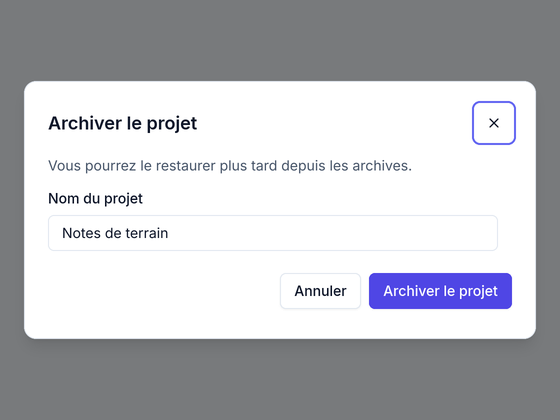 Archiver le projet
Vous pourrez le restaurer plus tard depuis les archives.
Nom du projet
Notes de terrain
Annuler
Archiver le projet